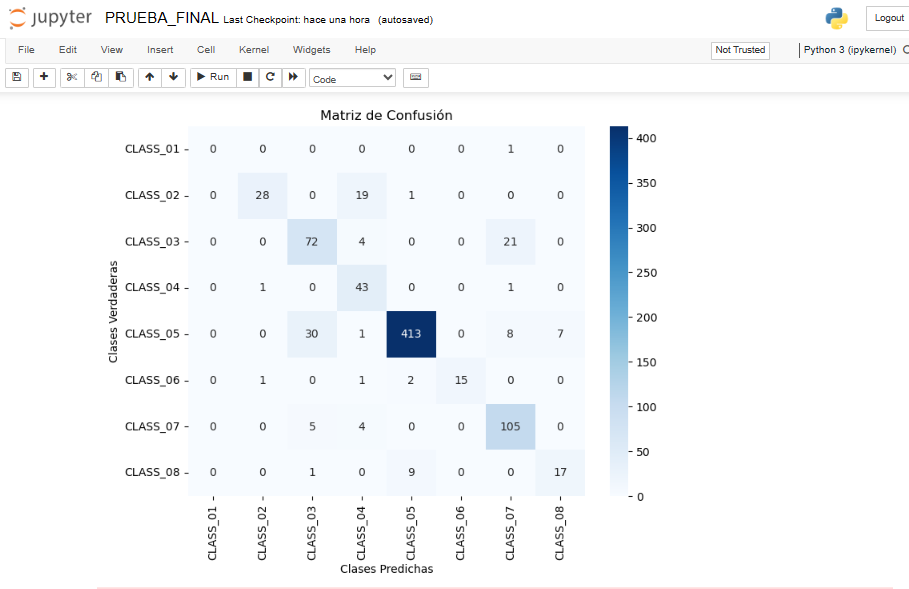 jupyter PRUEBA_FINAL Last Checkpoint: hace una hora (autosaved)
Logout
File Edit View Insert Cell Kernel Widgets Help
Not Trusted
Python 3 (ipykernel)
Run
Code
Matriz de Confusión
CLASS_01 0 0 0 0 0 0 1 0
CLASS_02 0 28 0 19 1 0 0 0
CLASS_03 0 0 72 4 0 0 21 0
CLASS_04 0 1 0 43 0 0 1 0
CLASS_05 0 0 30 1 413 0 8 7
CLASS_06 0 1 0 1 2 15 0 0
CLASS_07 0 0 5 4 0 0 105 0
CLASS_08 0 0 1 0 9 0 0 17
Clases Verdaderas
CLASS_01 CLASS_02 CLASS_03 CLASS_04 CLASS_05 CLASS_06 CLASS_07 CLASS_08
Clases Predichas
400
350
300
250
200
150
100
50
0